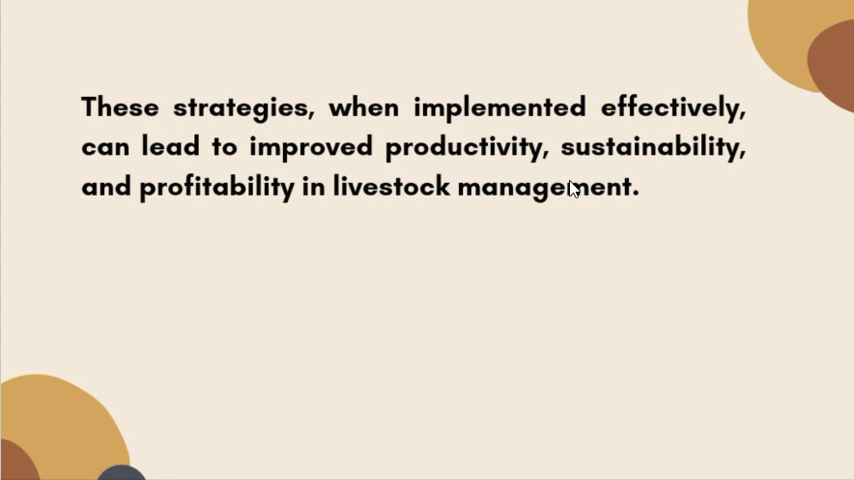 These strategies, when implemented effectively,
can lead to improved productivity, sustainability,
and profitability in livestock management.